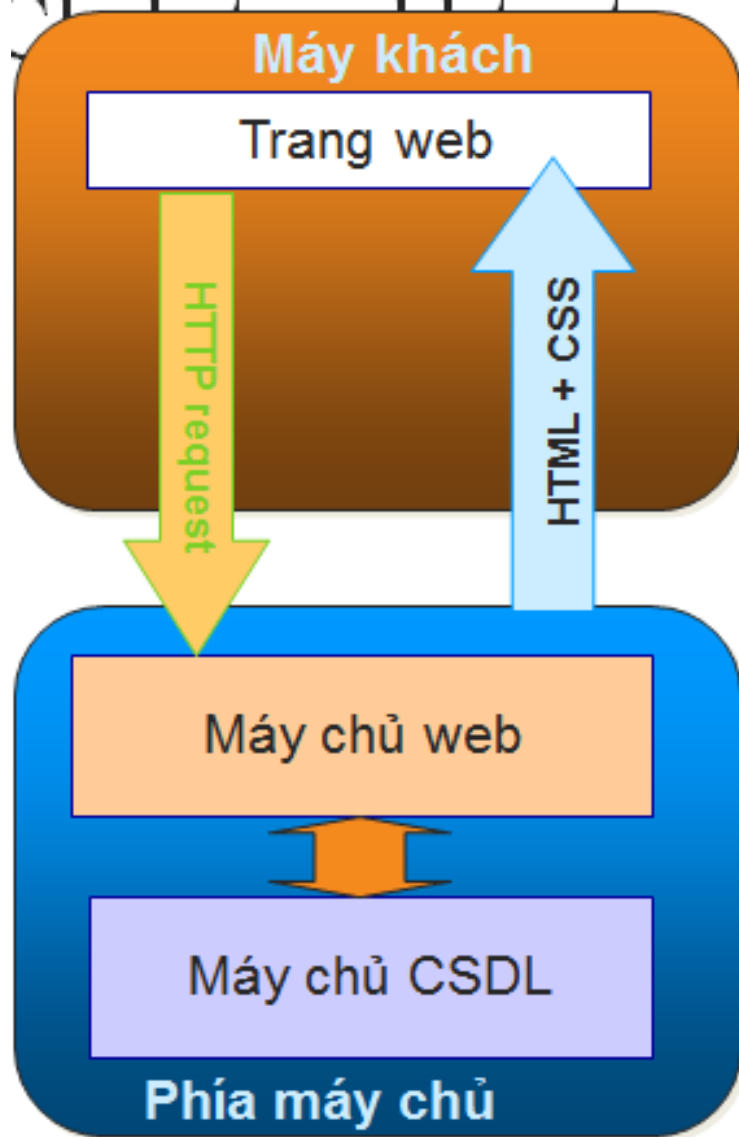 Máy khách
Trang web
HTTP request
HTML + CSS
Máy chủ web
Máy chủ CSDL
Phía máy chủ